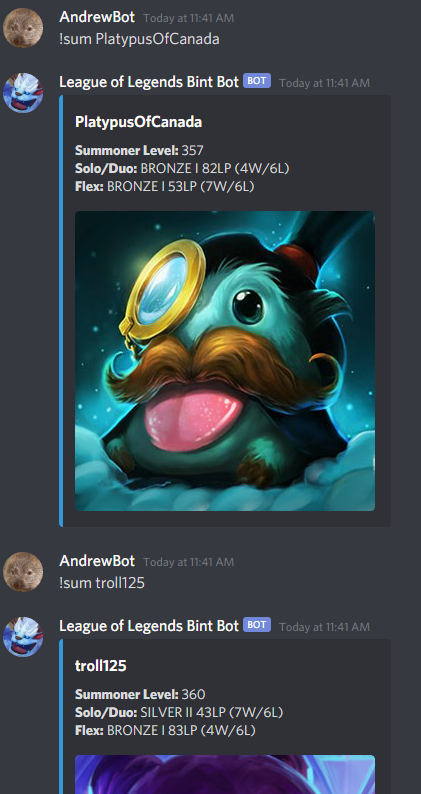 AndrewBot Today at 11:41 AM
!sum PlatypusOfCanada
League of Legends Bint Bot BOT Today at 11:41 AM
PlatypusOfCanada
Summoner Level: 357
Solo/Duo: BRONZE I 82LP (4W/6L)
Flex: BRONZE I 53LP (7W/6L)
AndrewBot Today at 11:41 AM
!sum troll125
League of Legends Bint Bot BOT Today at 11:41 AM
troll125
Summoner Level: 360
Solo/Duo: SILVER II 43LP (7W/6L)
Flex: BRONZE I 83LP (4W/6L)